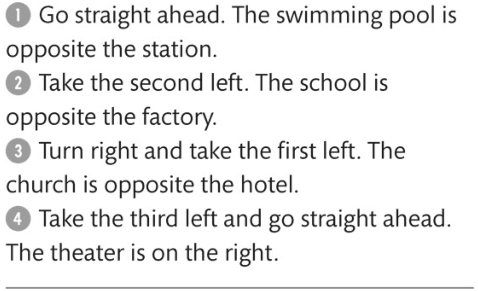 1 Go straight ahead. The swimming pool is
opposite the station.
2 Take the second left. The school is
opposite the factory.
3 Turn right and take the first left. The
church is opposite the hotel.
4 Take the third left and go straight ahead.
The theater is on the right.